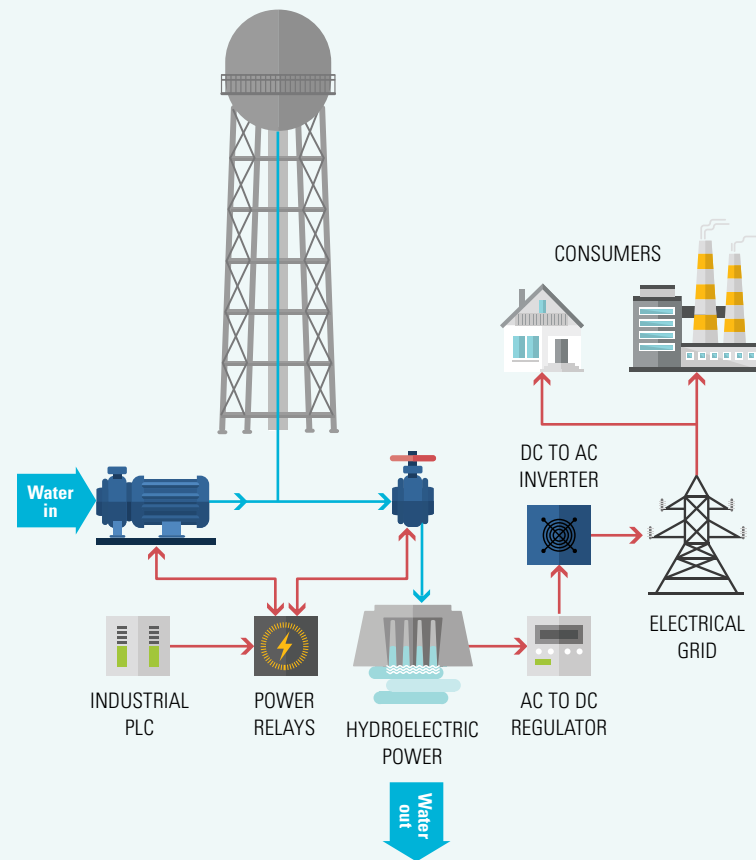 CONSUMERS
DC TO AC
INVERTER
Water
in
ELECTRICAL
GRID
INDUSTRIAL
PLC
POWER
RELAYS
HYDROELECTRIC
POWER
AC TO DC
REGULATOR
Water
out